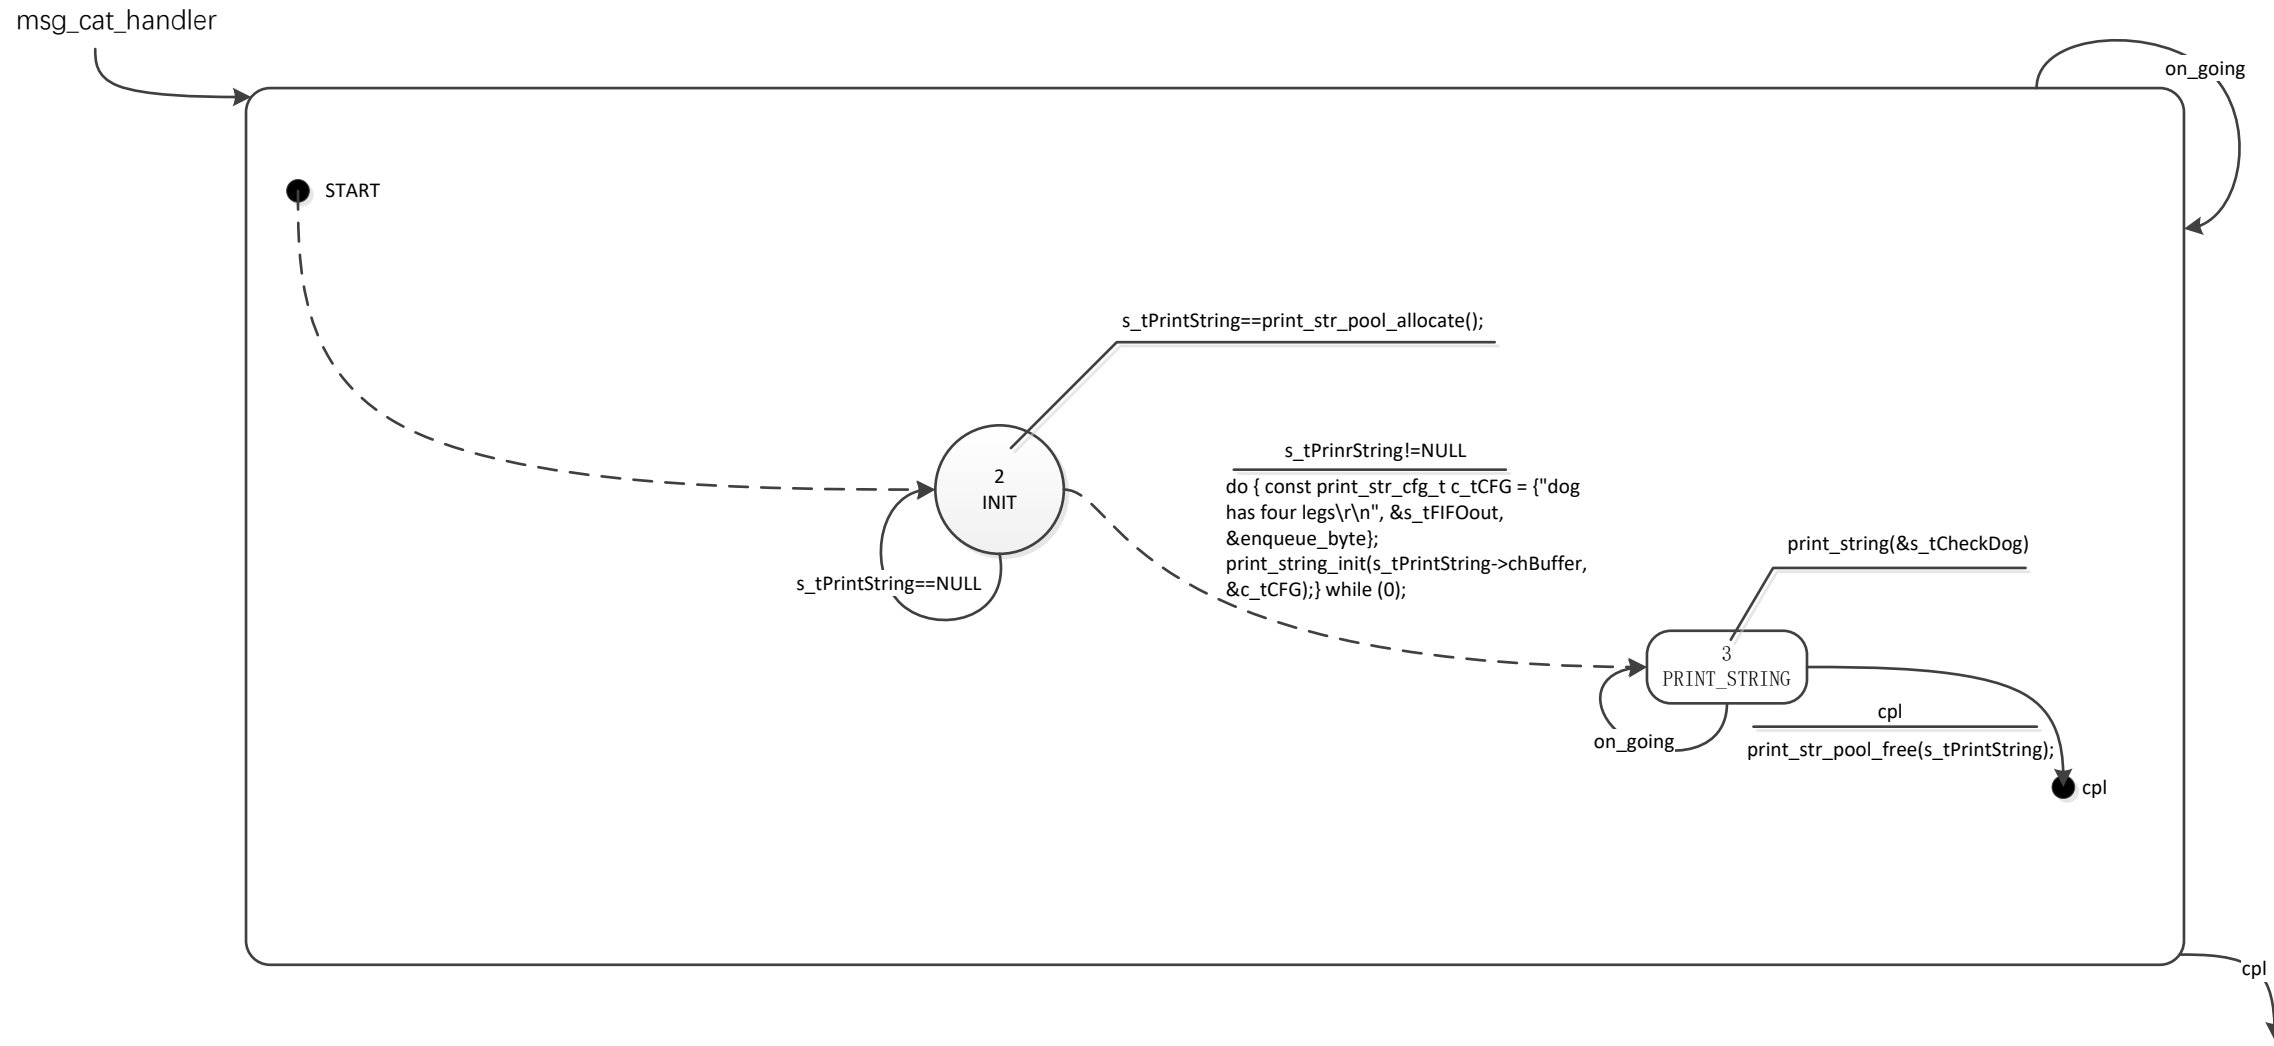 msg_cat_handler
on_going
START
s_tPrintString==print_str_pool_allocate();
2
INIT
s_tPrintString==NULL
s_tPrinrString!=NULL
do { const print_str_cfg_t c_tCFG = {"dog
has four legs\r\n", &s_tFIFOout,
&enqueue_byte};
print_string_init(s_tPrintString->chBuffer,
&c_tCFG);} while (0);
print_string(&s_tCheckDog)
3
PRINT_STRING
on_going
cpl
print_str_pool_free(s_tPrintString);
cpl
cpl